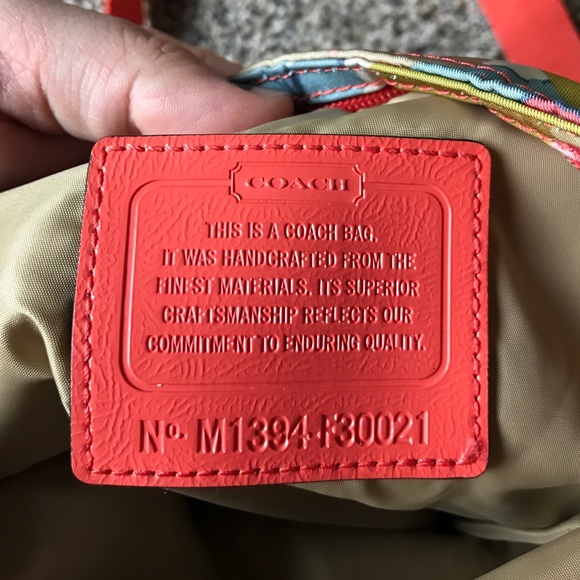 COACH
THIS IS A COACH BAG.
IT WAS HANDCRAFTED FROM THE
FINEST MATERIALS. ITS SUPERIOR
CRAFTSMANSHIP REFLECTS OUR
COMMITMENT TO ENDURING QUALITY.
No. M1394-F30021